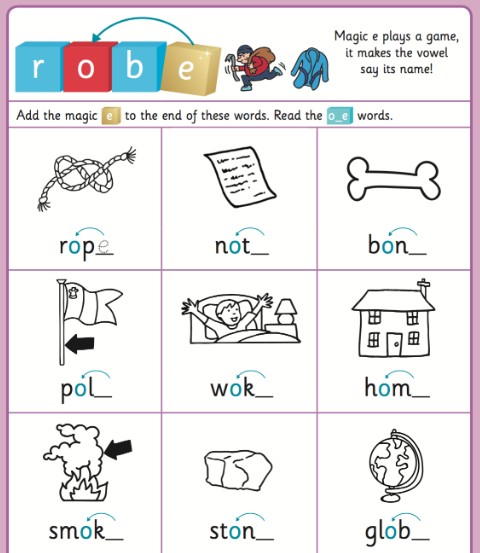 robe
Magic e plays a game,
it makes the vowel
say its name!
Add the magic e to the end of these words. Read the o_e words.
rope
not_
bon_
pol_
wok_
hom_
smok_
ston_
glob_